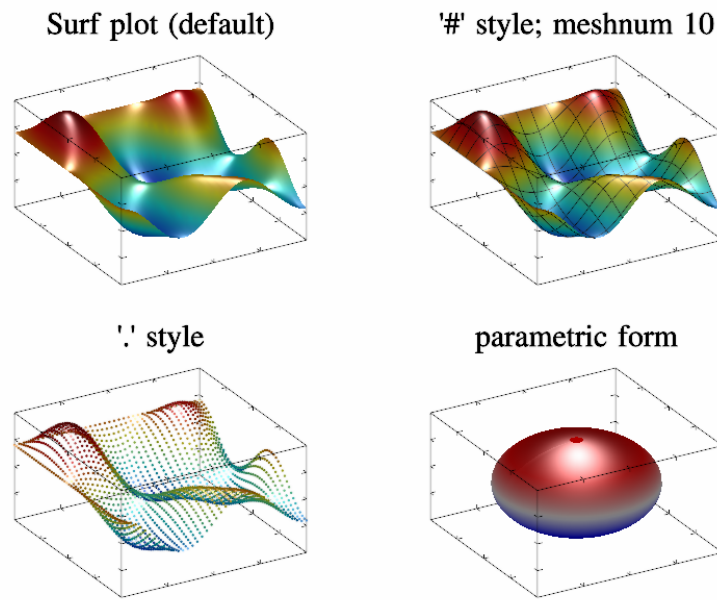 Surf plot (default)
'#' style; meshnum 10
'.' style
parametric form